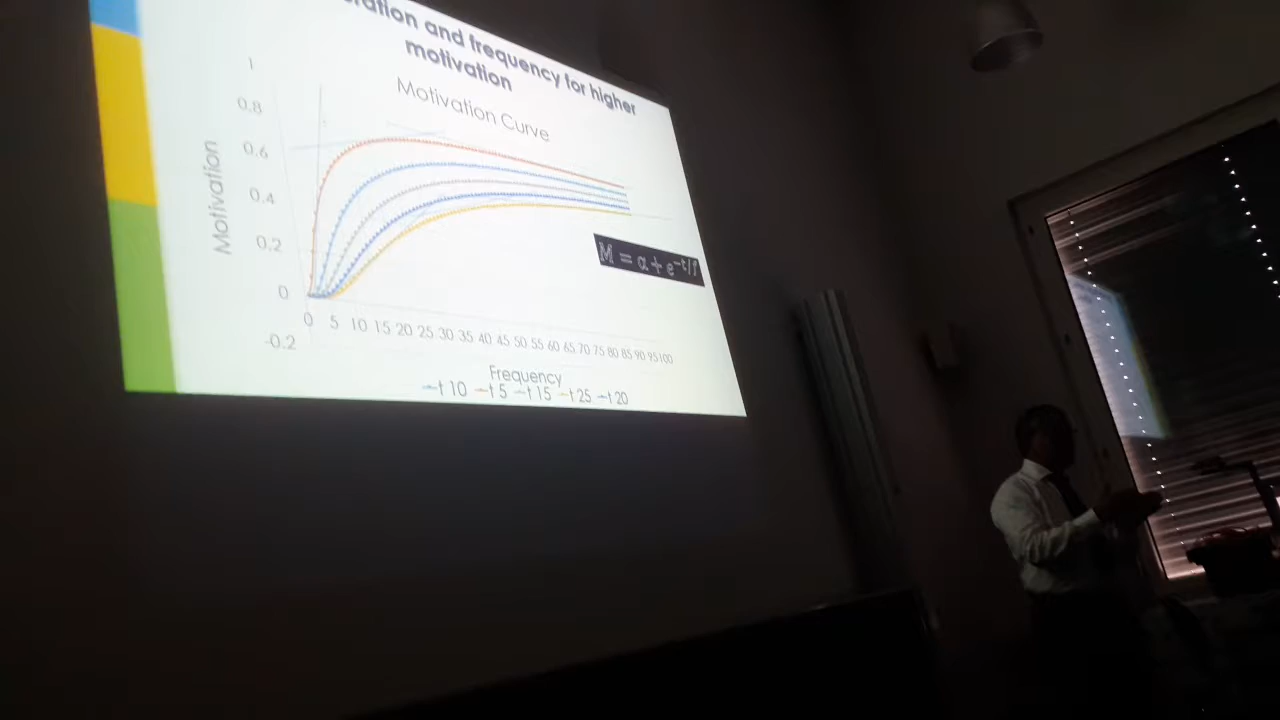 and frequency for higher
motivation
Motivation Curve
Motivation
1
0.8
0.6
0.4
0.2
0
-0.2
0 5 10 15 20 25 30 35 40 45 50 55 60 65 70 75 80 85 90 95 100
M = α + e^-t/f
Frequency
t 10 t 5 t 15 t 25 t 20